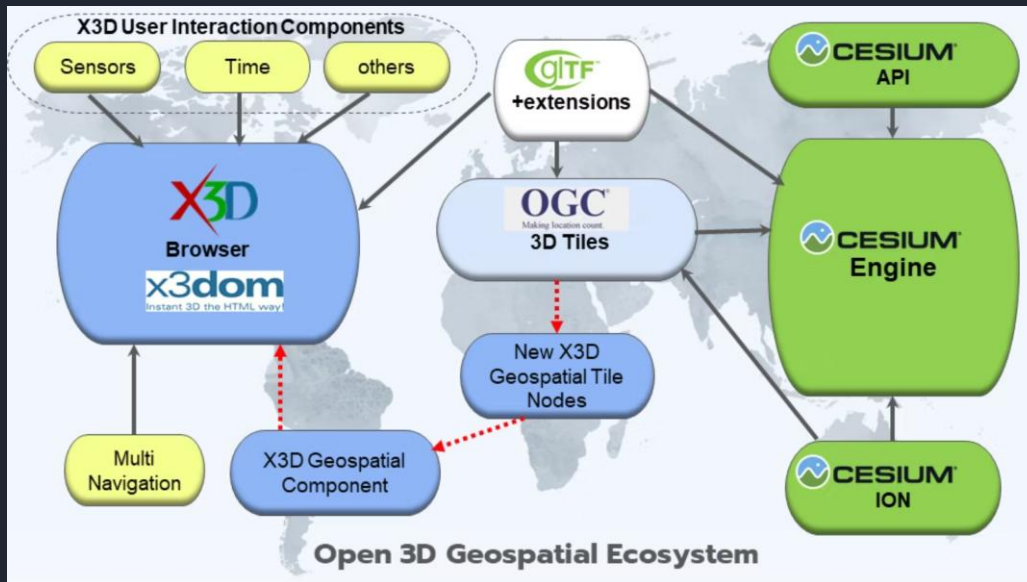 X3D User Interaction Components
Sensors
Time
others
glTF™
+extensions
CESIUM®
API
X3D
Browser
x3dom
Instant 3D the HTML way!
OGC®
Making location count.
3D Tiles
CESIUM®
Engine
New X3D
Geospatial Tile
Nodes
Multi
Navigation
X3D Geospatial
Component
CESIUM®
ION
Open 3D Geospatial Ecosystem